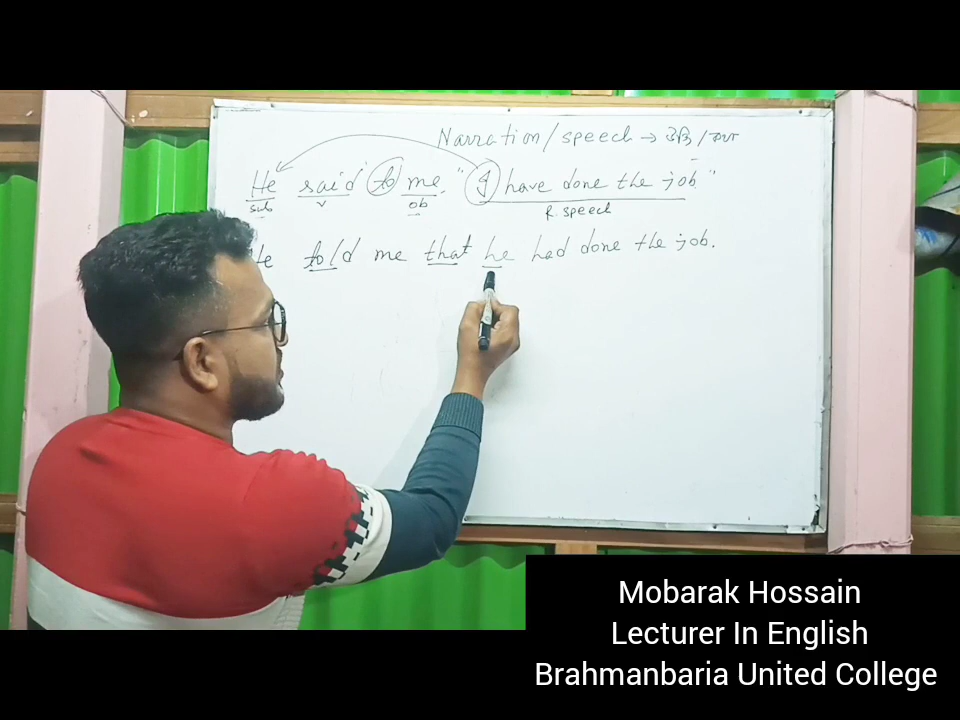 Narration/speech → উক্তি/কথা
He said to me, "I have done the job"
sub v ob R. speech
He told me that he had done the job.
Mobarak Hossain
Lecturer In English
Brahmanbaria United College